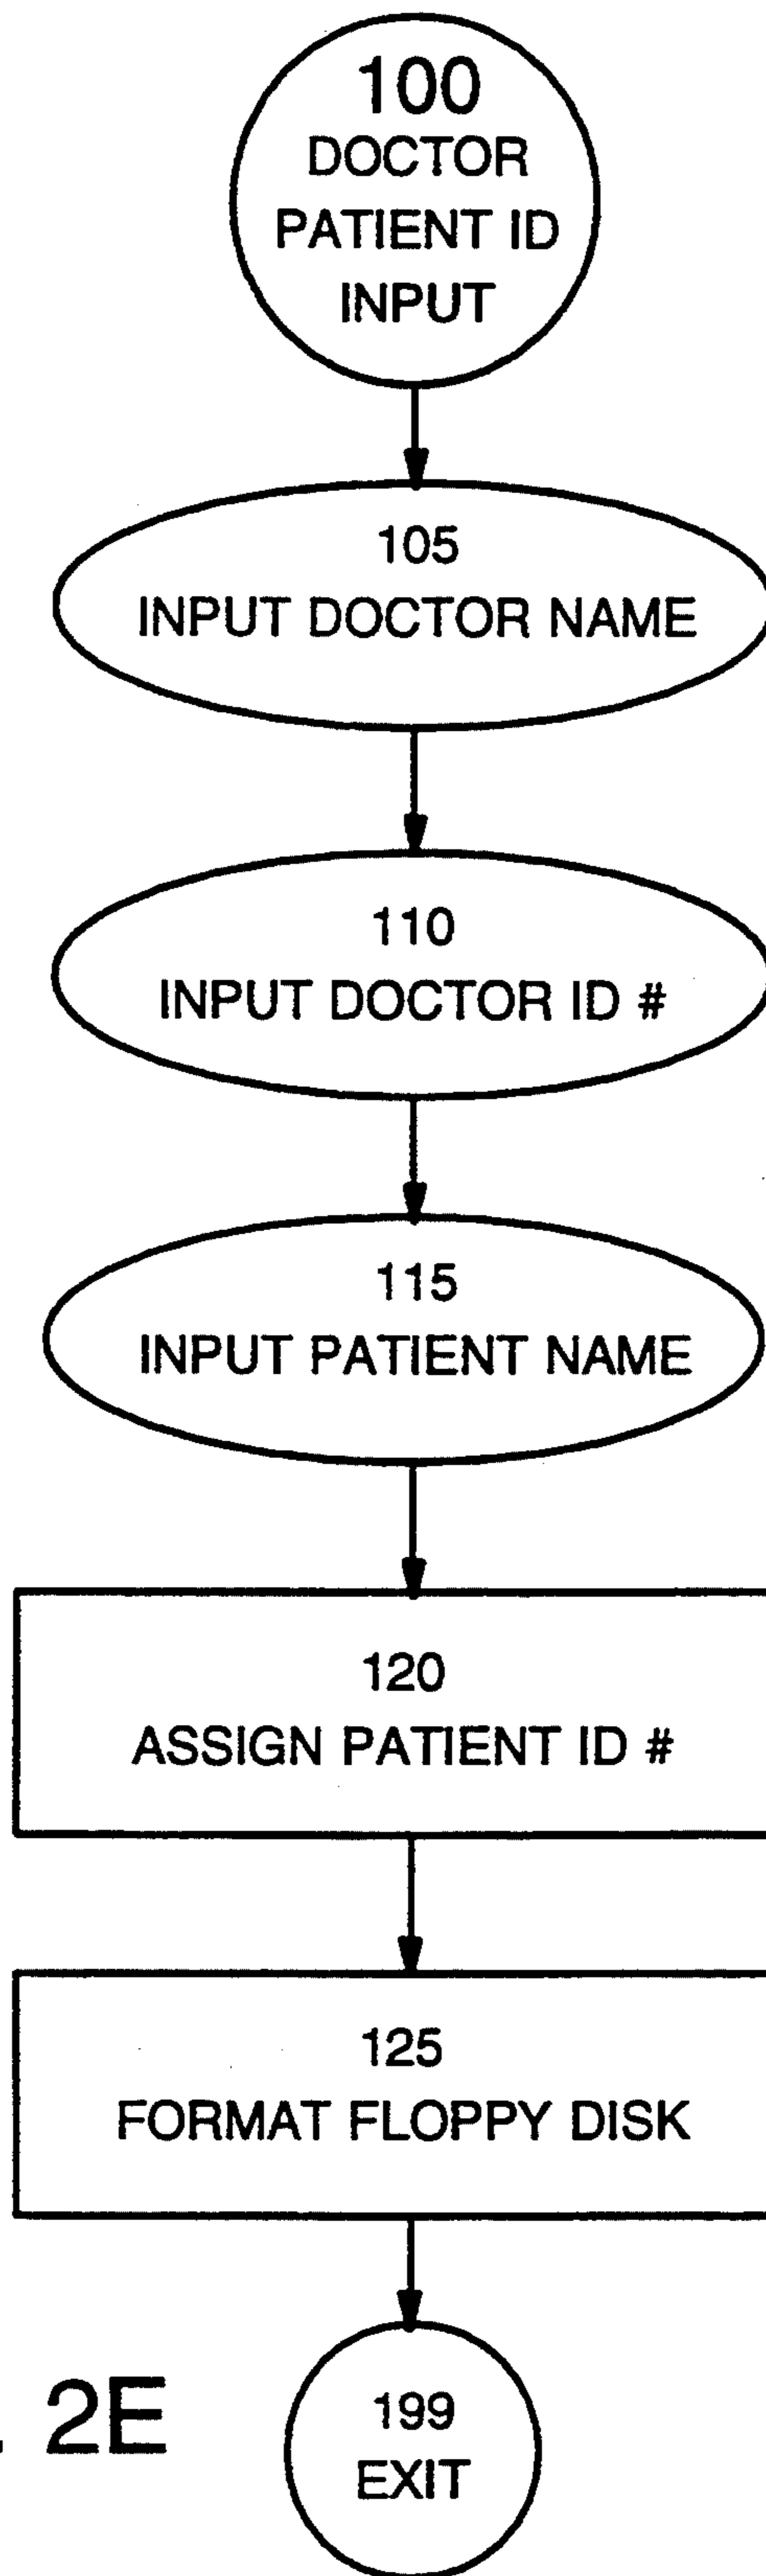 100
DOCTOR
PATIENT ID
INPUT
105
INPUT DOCTOR NAME
110
INPUT DOCTOR ID #
115
INPUT PATIENT NAME
120
ASSIGN PATIENT ID #
125
FORMAT FLOPPY DISK
199
EXIT
. 2E